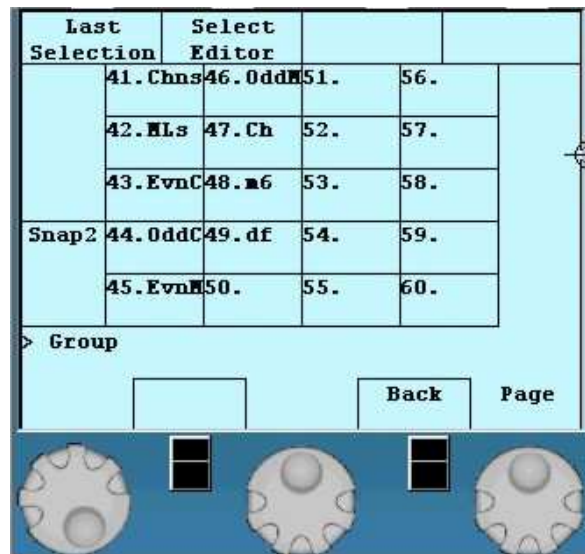 Last Select
Selection Editor
41.Chns 46.OddM 51. 56.
42.MLs 47.Ch 52. 57.
43.EvnC 48.m6 53. 58.
Snap2 44.OddC 49.df 54. 59.
45.EvnM 50. 55. 60.
> Group
Back Page